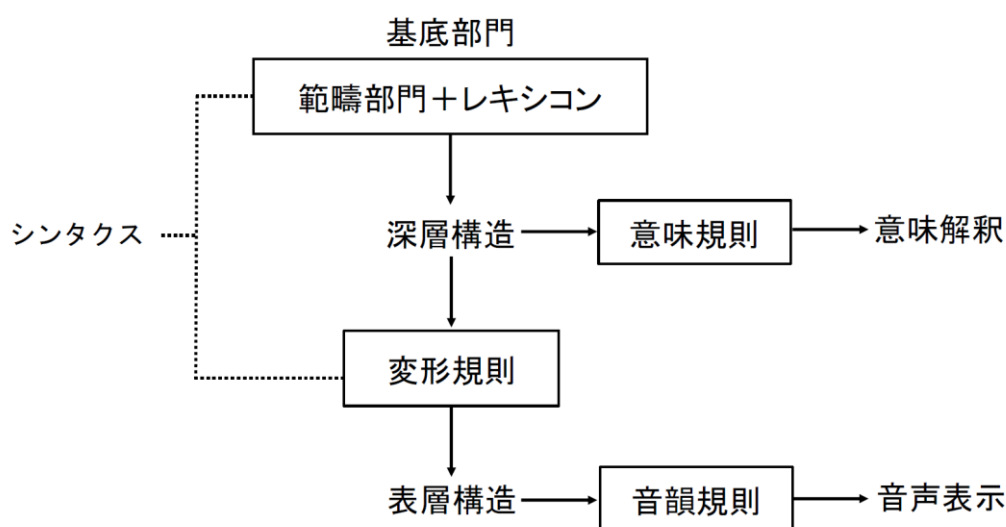 基底部門
範疇部門＋レキシコン
シンタクス
深層構造
意味規則
意味解釈
変形規則
表層構造
音韻規則
音声表示